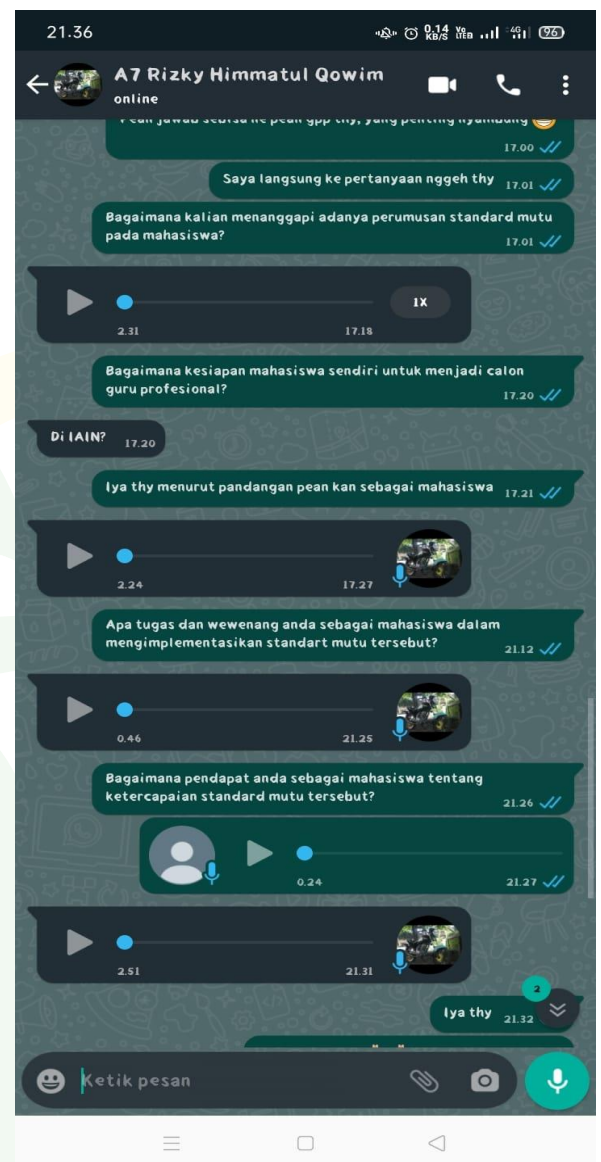 21.36
0.14 KB/S
4G
96
A7 Rizky Himmatul Qowim
online
17.00
Saya langsung ke pertanyaan nggeh thy 17.01
Bagaimana kalian menanggapi adanya perumusan standard mutu
pada mahasiswa? 17.01
1X
2.31 17.18
Bagaimana kesiapan mahasiswa sendiri untuk menjadi calon
guru profesional? 17.20
Di IAIN? 17.20
Iya thy menurut pandangan pean kan sebagai mahasiswa 17.21
2.24 17.27
Apa tugas dan wewenang anda sebagai mahasiswa dalam
mengimplementasikan standart mutu tersebut? 21.12
0.46 21.25
Bagaimana pendapat anda sebagai mahasiswa tentang
ketercapaian standard mutu tersebut? 21.26
0.24 21.27
2.51 21.31
2
Iya thy 21.32
Ketik pesan